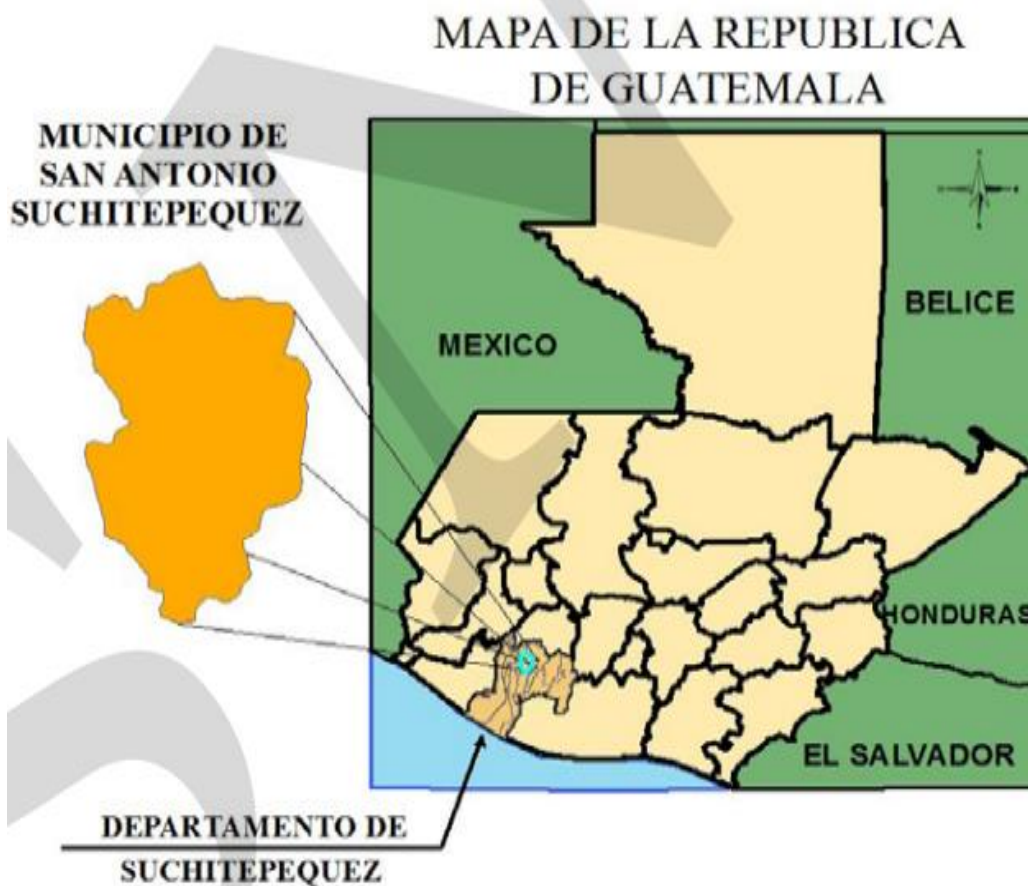 MAPA DE LA REPUBLICA
DE GUATEMALA
MUNICIPIO DE
SAN ANTONIO
SUCHITEPEQUEZ
BELICE
MEXICO
HONDURAS
EL SALVADOR
DEPARTAMENTO DE
SUCHITEPEQUEZ